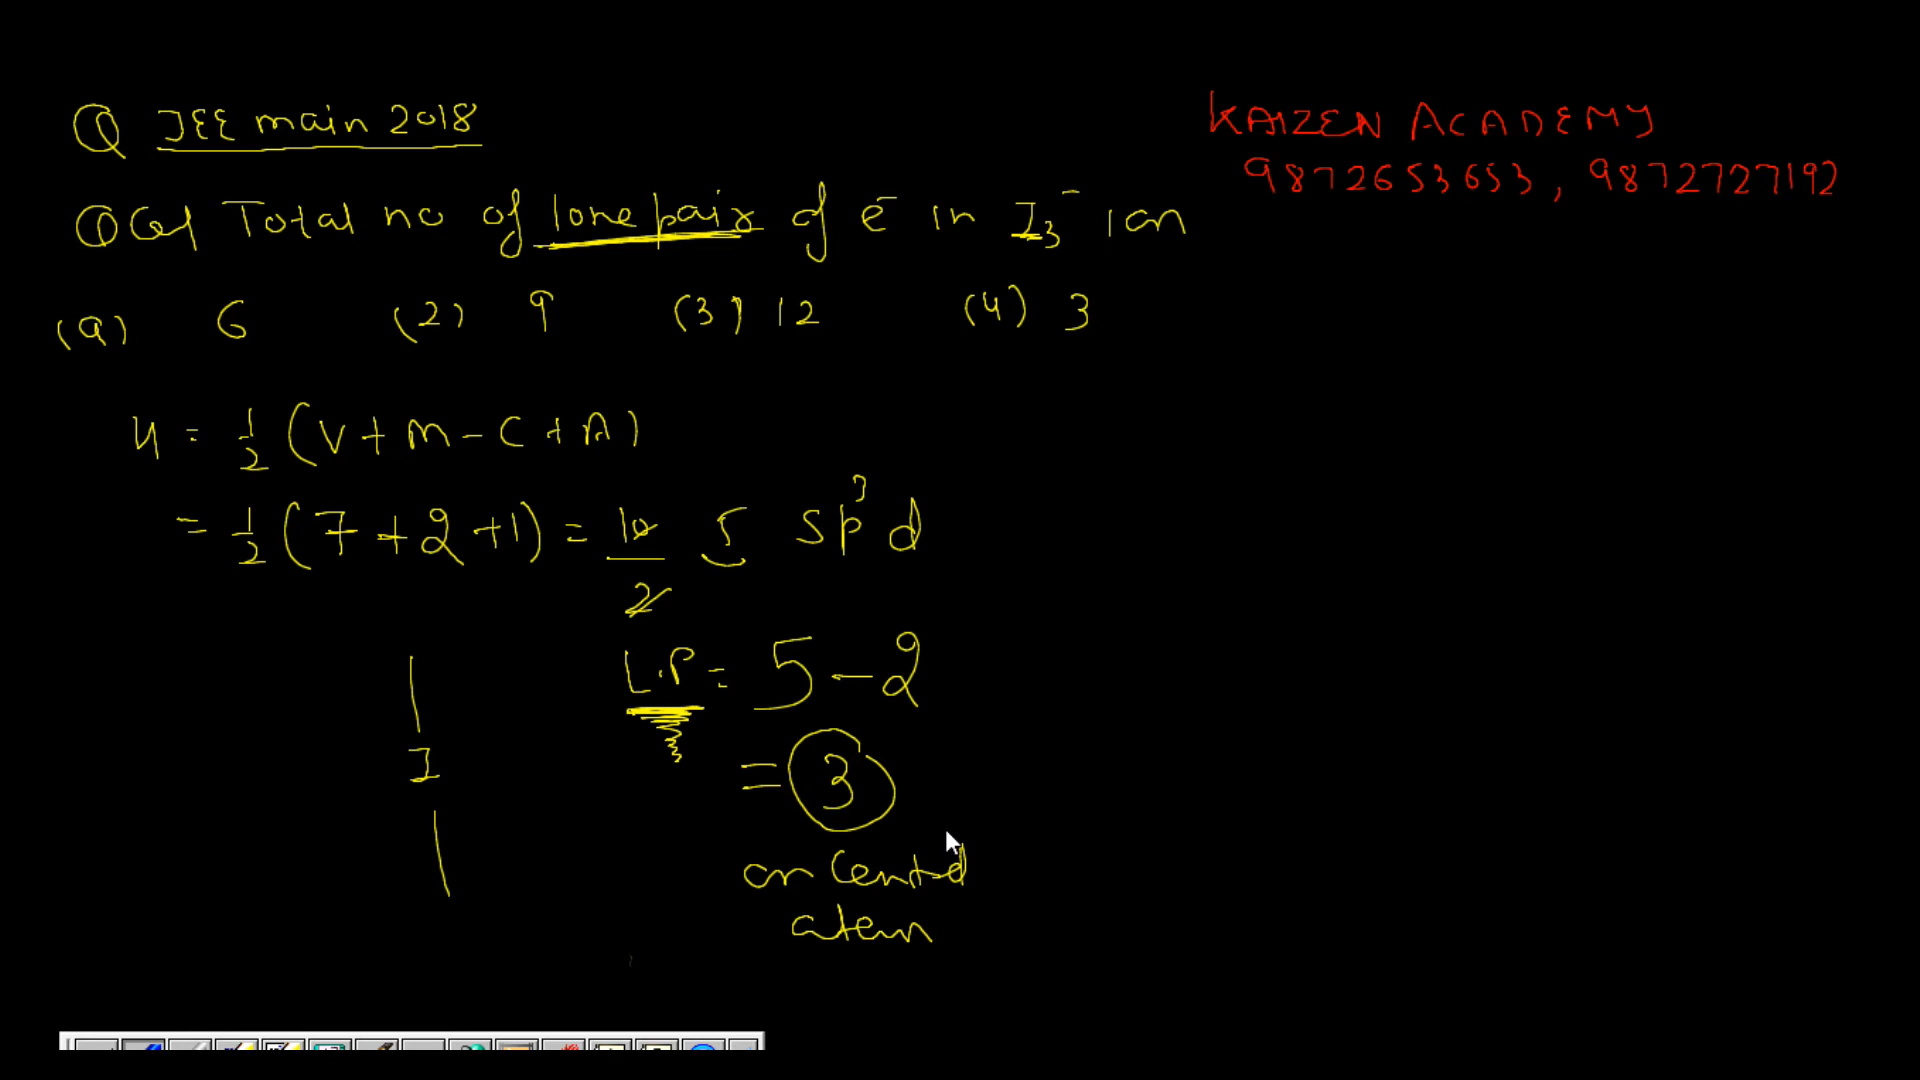 Q JEE main 2018
KAIZEN ACADEMY
9872653653, 9872727192
Total no of lone pair of e⁻ in I₃⁻ ion
(a) 6 (2) 9 (3) 12 (4) 3
H = 1/2 (V + M - C + A)
= 1/2 (7 + 2 + 1) = 10/2 5 sp³d
L.P = 5 - 2
= 3
I
on central
atom